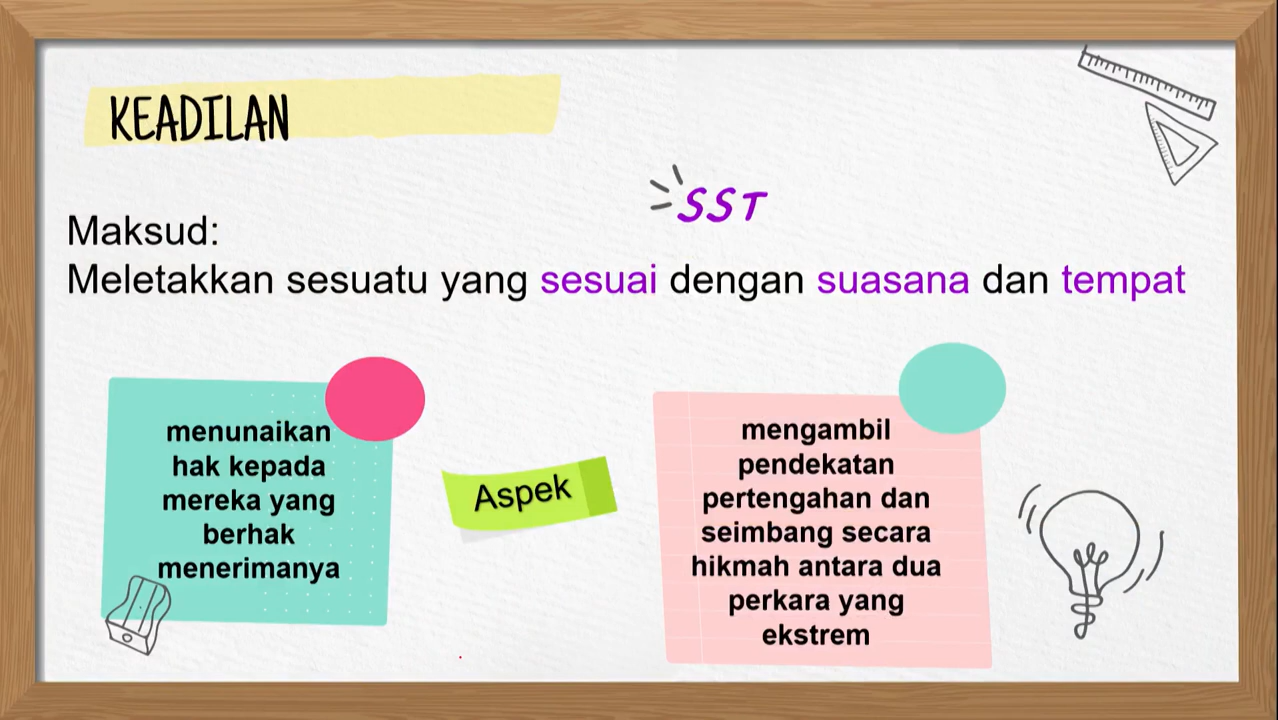 KEADILAN
SST
Maksud:
Meletakkan sesuatu yang sesuai dengan suasana dan tempat
menunaikan
hak kepada
mereka yang
berhak
menerimanya
Aspek
mengambil
pendekatan
pertengahan dan
seimbang secara
hikmah antara dua
perkara yang
ekstrem